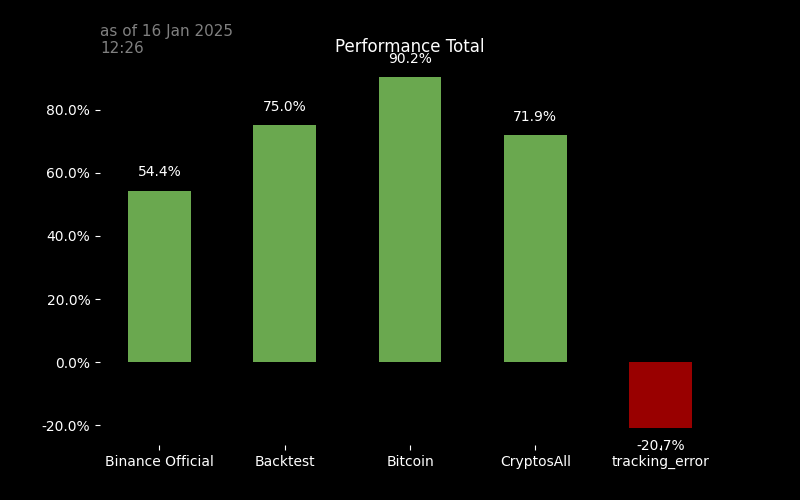 as of 16 Jan 2025
12:26
Performance Total
90.2%
75.0%
71.9%
54.4%
-20.7%
80.0%
60.0%
40.0%
20.0%
0.0%
-20.0%
Binance Official
Backtest
Bitcoin
CryptosAll
tracking_error